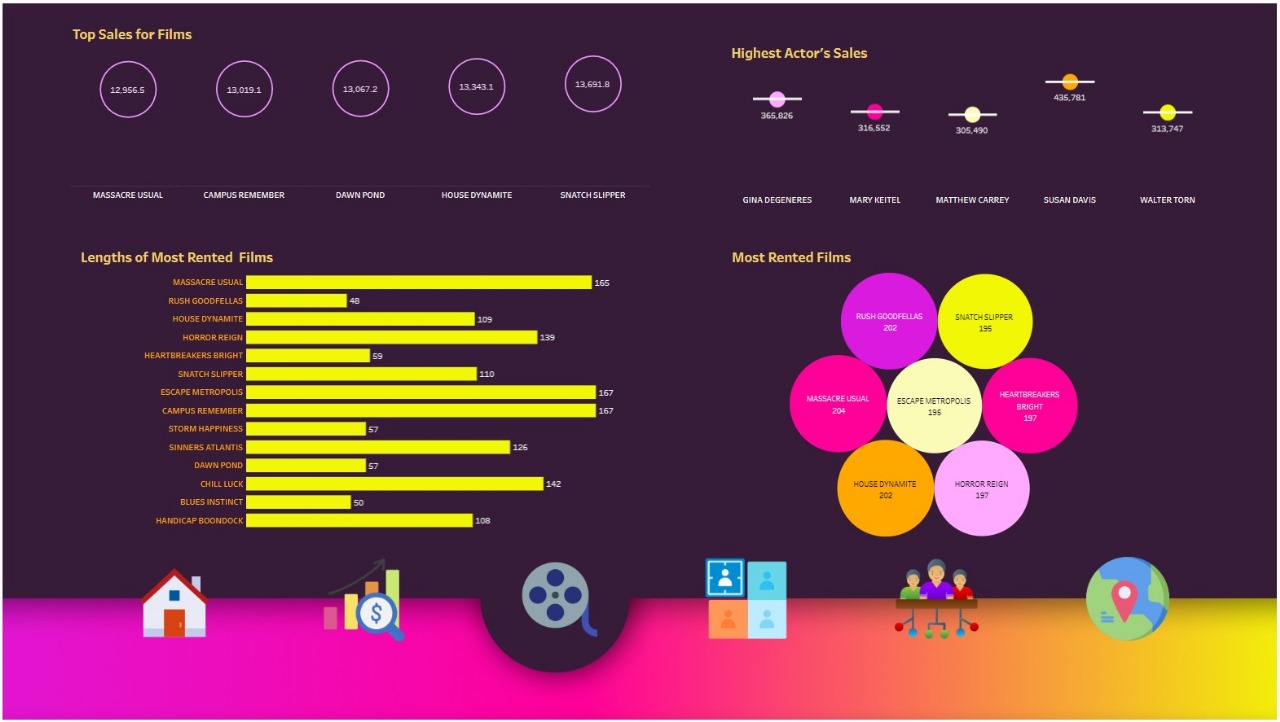 Top Sales for Films
12,956.5
13,019.1
13,067.2
13,343.1
13,691.8
MASSACRE USUAL
CAMPUS REMEMBER
DAWN POND
HOUSE DYNAMITE
SNATCH SLIPPER
Highest Actor's Sales
365,826
316,552
305,490
435,781
313,747
GINA DEGENERES
MARY KEITEL
MATTHEW CARREY
SUSAN DAVIS
WALTER TORN
Lengths of Most Rented Films
MASSACRE USUAL 165
RUSH GOODFELLAS 48
HOUSE DYNAMITE 109
HORROR REIGN 139
HEARTBREAKERS BRIGHT 59
SNATCH SLIPPER 110
ESCAPE METROPOLIS 167
CAMPUS REMEMBER 167
STORM HAPPINESS 57
SINNERS ATLANTIS 126
DAWN POND 57
CHILL LUCK 142
BLUES INSTINCT 50
HANDICAP BOONDOCK 108
Most Rented Films
RUSH GOODFELLAS
202
SNATCH SLIPPER
195
MASSACRE USUAL
204
ESCAPE METROPOLIS
195
HEARTBREAKERS
BRIGHT
197
HOUSE DYNAMITE
202
HORROR REIGN
197
$